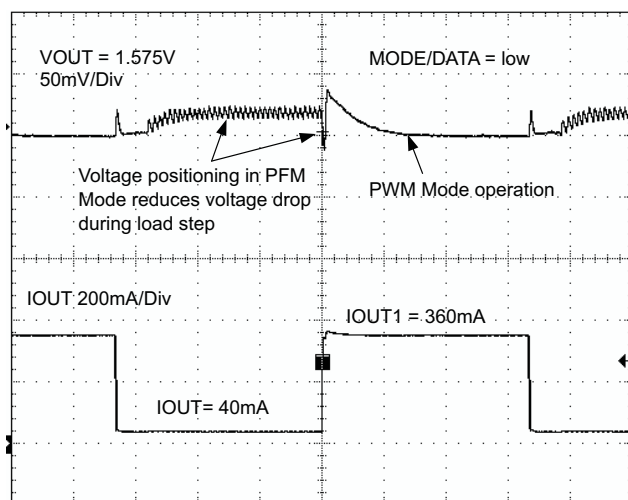 VOUT = 1.575V
50mV/Div
MODE/DATA = low
Voltage positioning in PFM
Mode reduces voltage drop
during load step
PWM Mode operation
IOUT 200mA/Div
IOUT1 = 360mA
IOUT= 40mA